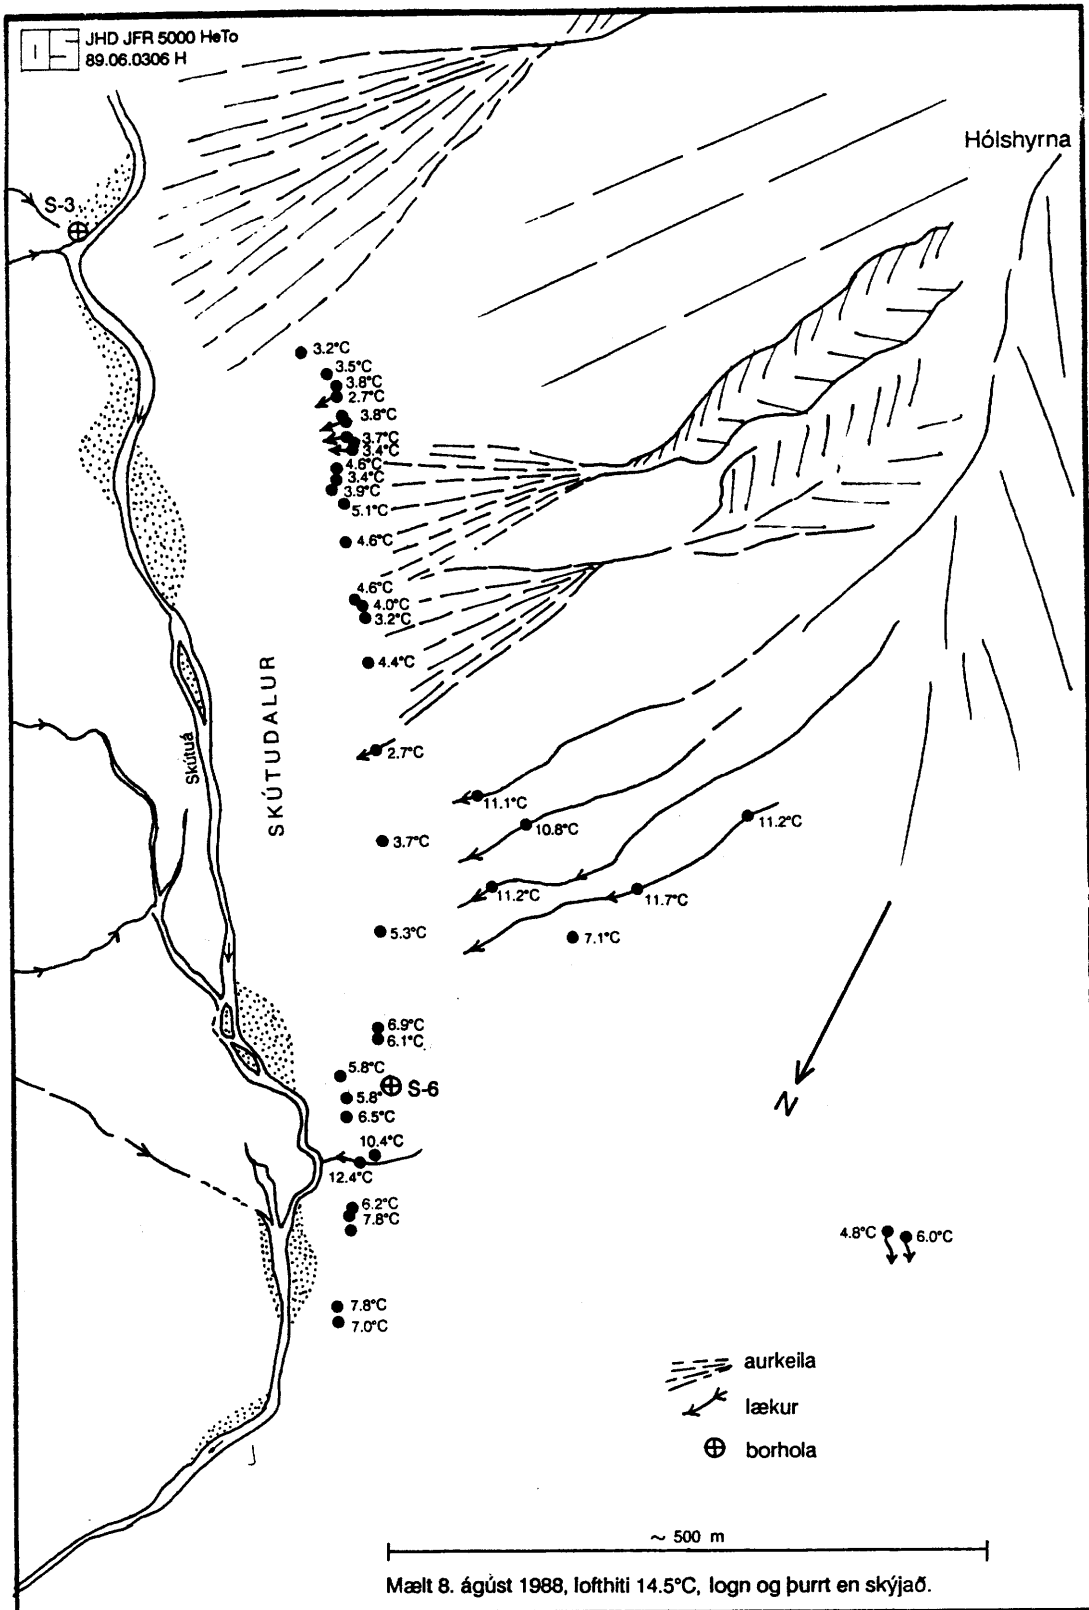 OS
JHD JFR 5000 HeTo
89.06.0306 H
Hólshyrna
S-3
3.2°C
3.5°C
3.8°C
2.7°C
3.8°C
3.7°C
3.4°C
4.6°C
3.4°C
3.9°C
5.1°C
4.6°C
4.6°C
4.0°C
3.2°C
4.4°C
SKÚTUDALUR
Skútuá
2.7°C
11.1°C
10.8°C
11.2°C
3.7°C
11.2°C
11.7°C
5.3°C
7.1°C
6.9°C
6.1°C
5.8°C
S-6
5.8°
6.5°C
N
10.4°C
12.4°C
6.2°C
7.8°C
4.8°C
6.0°C
7.8°C
7.0°C
aurkeila
lækur
borhola
~ 500 m
Mælt 8. ágúst 1988, lofthiti 14.5°C, logn og þurrt en skýjað.